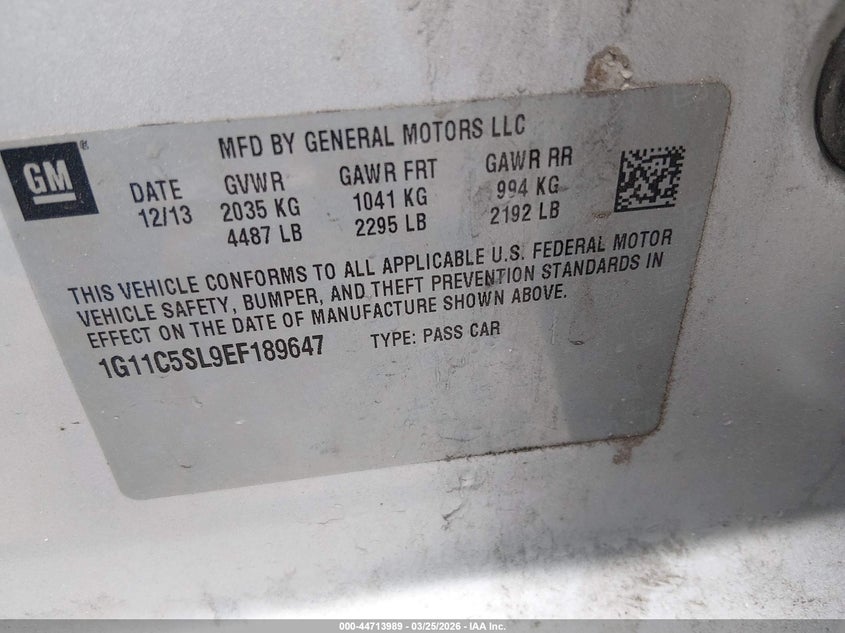 MFD BY GENERAL MOTORS LLC
GM®
DATE GVWR GAWR FRT GAWR RR
12/13 2035 KG 1041 KG 994 KG
4487 LB 2295 LB 2192 LB
THIS VEHICLE CONFORMS TO ALL APPLICABLE U.S. FEDERAL MOTOR
VEHICLE SAFETY, BUMPER, AND THEFT PREVENTION STANDARDS IN
EFFECT ON THE DATE OF MANUFACTURE SHOWN ABOVE.
1G11C5SL9EF189647 TYPE: PASS CAR
000-44713989 - 03/25/2026 - IAA Inc.